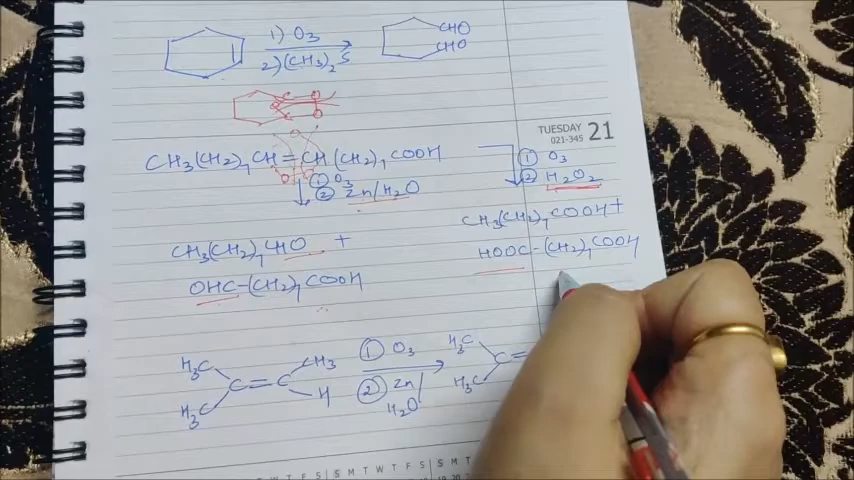 1) O3
2) (CH3)2 S
CHO
CHO
C O
O
C O
TUESDAY 21
021-345
CH3(CH2)7CH=CH(CH2)7COOH
① O3
② Zn/H2O
① O3
② H2O2
CH3(CH2)7CHO +
OHC-(CH2)7COOH
CH3(CH2)7COOH+
HOOC-(CH2)7COOH
H3C CH3
C=C
H3C H
① O3
② Zn/
H2O
H3C
C=
H3C
W T F S S M T W T F S S M T W T F S S M